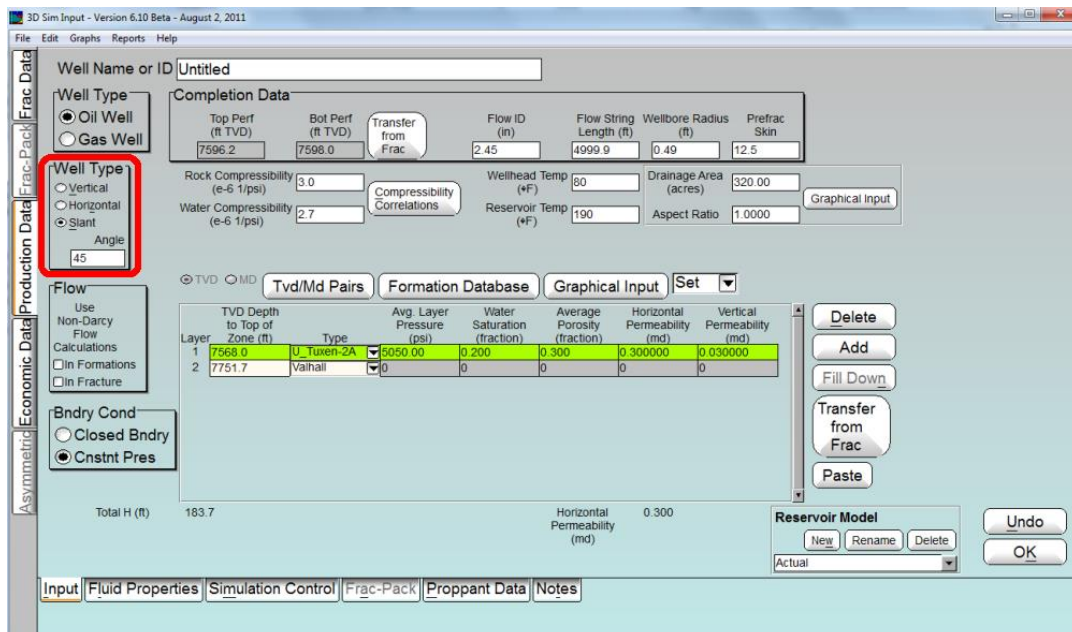 3D Sim Input - Version 6.10 Beta - August 2, 2011
File Edit Graphs Reports Help
Frac Data
Frac-Pack
Production Data
Economic Data
Asymmetric
Well Name or ID Untitled
Well Type
Oil Well
Gas Well
Well Type
Vertical
Horizontal
Slant
Angle
45
Completion Data
Top Perf (ft TVD) 7596.2
Bot Perf (ft TVD) 7598.0
Transfer from Frac
Flow ID (in) 2.45
Flow String Length (ft) 4999.9
Wellbore Radius (ft) 0.49
Prefrac Skin 12.5
Rock Compressibility (e-6 1/psi) 3.0
Water Compressibility (e-6 1/psi) 2.7
Compressibility Correlations
Wellhead Temp (♦F) 80
Reservoir Temp (♦F) 190
Drainage Area (acres) 320.00
Aspect Ratio 1.0000
Graphical Input
Flow
Use
Non-Darcy
Flow
Calculations
In Formations
In Fracture
Bndry Cond
Closed Bndry
Cnstnt Pres
TVD MD Tvd/Md Pairs Formation Database Graphical Input Set
Layer TVD Depth to Top of Zone (ft) Type Avg. Layer Pressure (psi) Water Saturation (fraction) Average Porosity (fraction) Horizontal Permeability (md) Vertical Permeability (md)
1 7568.0 U_Tuxen-2A 5050.00 0.200 0.300 0.300000 0.030000
2 7751.7 Valhall 0 0 0 0 0
Delete
Add
Fill Down
Transfer from Frac
Paste
Total H (ft) 183.7
Horizontal Permeability (md) 0.300
Reservoir Model
New Rename Delete
Actual
Undo
OK
Input Fluid Properties Simulation Control Frac-Pack Proppant Data Notes